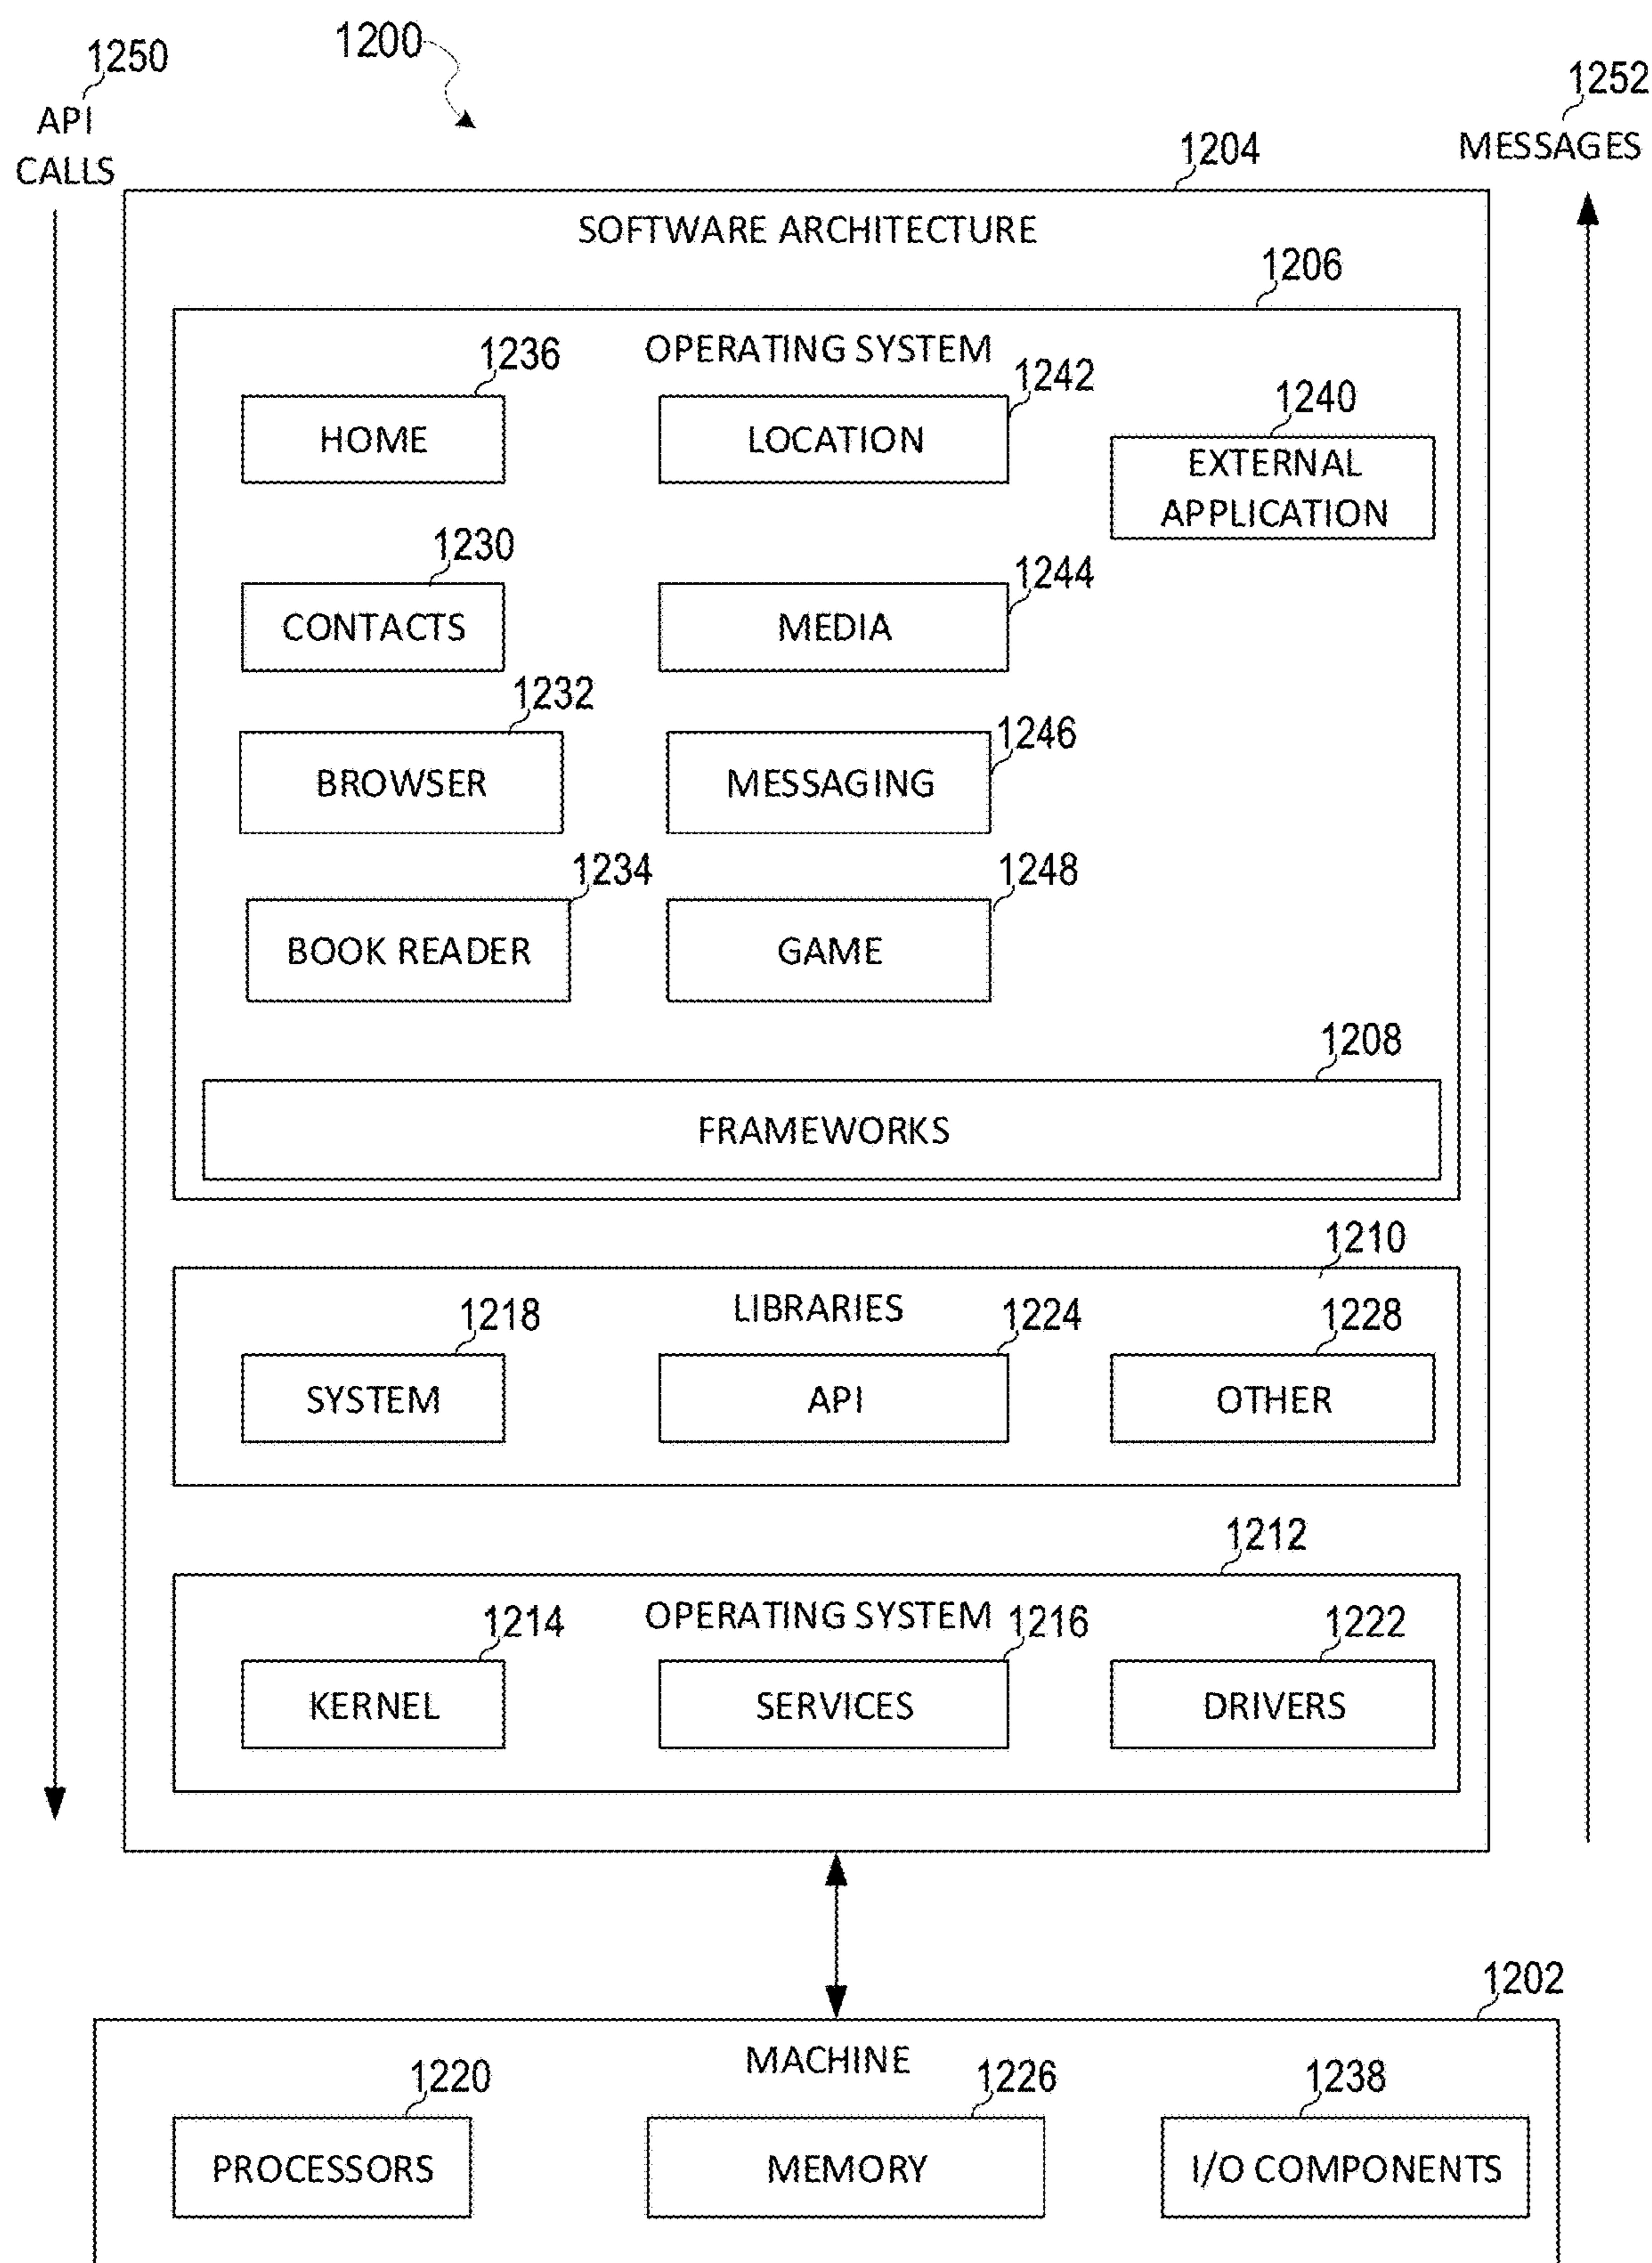 1200
1250
API
CALLS
1252
MESSAGES
1204
SOFTWARE ARCHITECTURE
1206
OPERATING SYSTEM
1236
HOME
1242
LOCATION
1240
EXTERNAL
APPLICATION
1230
CONTACTS
1244
MEDIA
1232
BROWSER
1246
MESSAGING
1234
BOOK READER
1248
GAME
1208
FRAMEWORKS
1210
LIBRARIES
1218
SYSTEM
1224
API
1228
OTHER
1212
OPERATING SYSTEM
1214
KERNEL
1216
SERVICES
1222
DRIVERS
1202
MACHINE
1220
PROCESSORS
1226
MEMORY
1238
I/O COMPONENTS